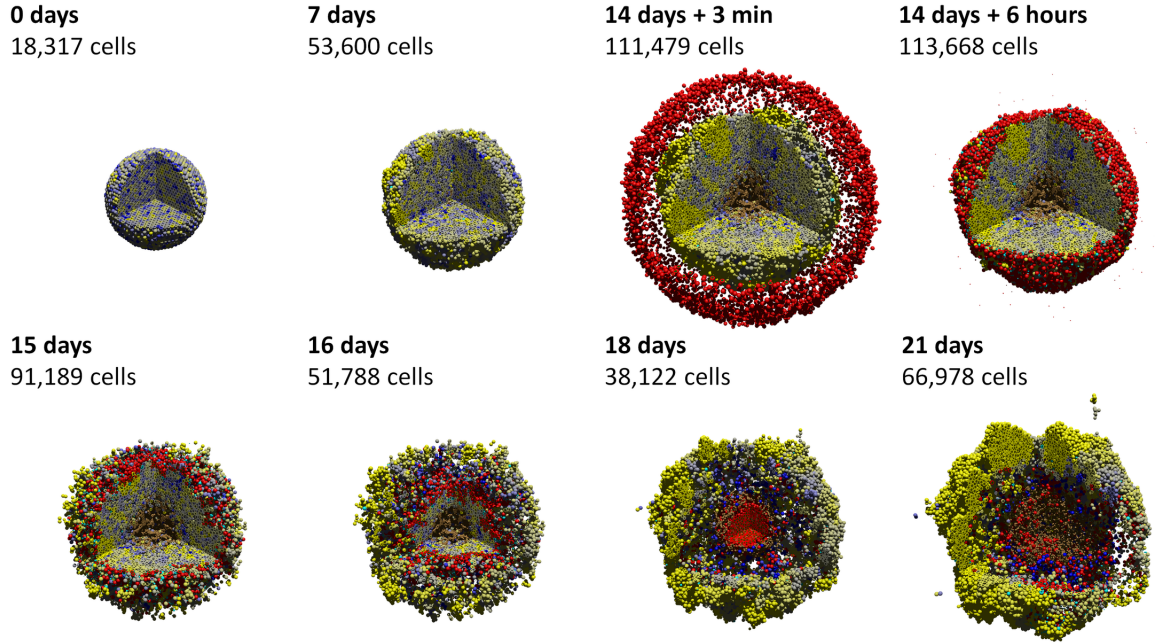 0 days
18,317 cells
7 days
53,600 cells
14 days + 3 min
111,479 cells
14 days + 6 hours
113,668 cells
15 days
91,189 cells
16 days
51,788 cells
18 days
38,122 cells
21 days
66,978 cells